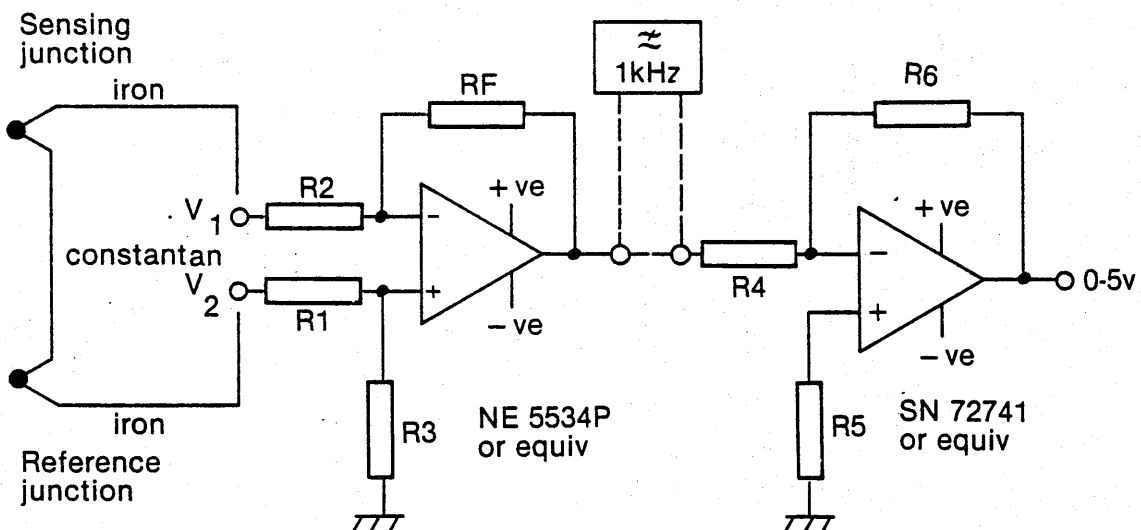 Sensing
junction
iron
RF
≈
1kHz
R6
R2
V1
constantan
V2
R1
-
+
+ ve
- ve
R4
-
+
+ ve
- ve
0-5v
iron
Reference
junction
R3
NE 5534P
or equiv
R5
SN 72741
or equiv